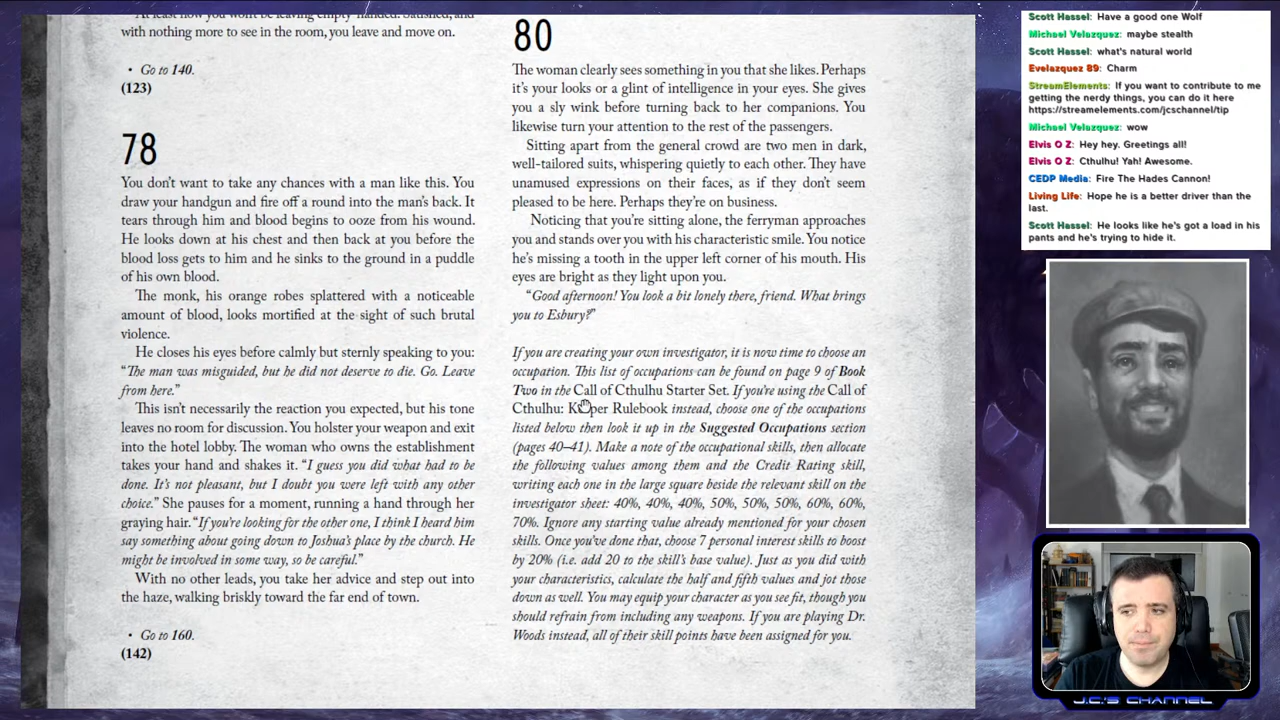 with nothing more to see in the room, you leave and move on.
• Go to 140.
(123)
78
You don't want to take any chances with a man like this. You
draw your handgun and fire off a round into the man's back. It
tears through him and blood begins to ooze from his wound.
He looks down at his chest and then back at you before the
blood loss gets to him and he sinks to the ground in a puddle
of his own blood.
The monk, his orange robes splattered with a noticeable
amount of blood, looks mortified at the sight of such brutal
violence.
He closes his eyes before calmly but sternly speaking to you:
“The man was misguided, but he did not deserve to die. Go. Leave
from here.”
This isn't necessarily the reaction you expected, but his tone
leaves no room for discussion. You holster your weapon and exit
into the hotel lobby. The woman who owns the establishment
takes your hand and shakes it. “I guess you did what had to be
done. It's not pleasant, but I doubt you were left with any other
choice.” She pauses for a moment, running a hand through her
graying hair. “If you're looking for the other one, I think I heard him
say something about going down to Joshua's place by the church. He
might be involved in some way, so be careful.”
With no other leads, you take her advice and step out into
the haze, walking briskly toward the far end of town.
• Go to 160.
(142)
80
The woman clearly sees something in you that she likes. Perhaps
it's your looks or a glint of intelligence in your eyes. She gives
you a sly wink before turning back to her companions. You
likewise turn your attention to the rest of the passengers.
Sitting apart from the general crowd are two men in dark,
well-tailored suits, whispering quietly to each other. They have
unamused expressions on their faces, as if they don't seem
pleased to be here. Perhaps they're on business.
Noticing that you're sitting alone, the ferryman approaches
you and stands over you with his characteristic smile. You notice
he's missing a tooth in the upper left corner of his mouth. His
eyes are bright as they light upon you.
“Good afternoon! You look a bit lonely there, friend. What brings
you to Esbury?”
If you are creating your own investigator, it is now time to choose an
occupation. This list of occupations can be found on page 9 of Book
Two in the Call of Cthulhu Starter Set. If you're using the Call of
Cthulhu: Keeper Rulebook instead, choose one of the occupations
listed below then look it up in the Suggested Occupations section
(pages 40–41). Make a note of the occupational skills, then allocate
the following values among them and the Credit Rating skill,
writing each one in the large square beside the relevant skill on the
investigator sheet: 40%, 40%, 40%, 50%, 50%, 50%, 60%, 60%,
70%. Ignore any starting value already mentioned for your chosen
skills. Once you've done that, choose 7 personal interest skills to boost
by 20% (i.e. add 20 to the skill's base value). Just as you did with
your characteristics, calculate the half and fifth values and jot those
down as well. You may equip your character as you see fit, though you
should refrain from including any weapons. If you are playing Dr.
Woods instead, all of their skill points have been assigned for you.
Scott Hassel: Have a good one Wolf
Michael Velazquez: maybe stealth
Scott Hassel: what's natural world
Evelazquez 89: Charm
StreamElements: If you want to contribute to me
getting the nerdy things, you can do it here
https://streamelements.com/jcschannel/tip
Michael Velazquez: wow
Elvis O Z: Hey hey. Greetings all!
Elvis O Z: Cthulhu! Yah! Awesome.
CEDP Media: Fire The Hades Cannon!
Living Life: Hope he is a better driver than the
last.
Scott Hassel: He looks like he's got a load in his
pants and he's trying to hide it.
J.C.'S CHANNEL